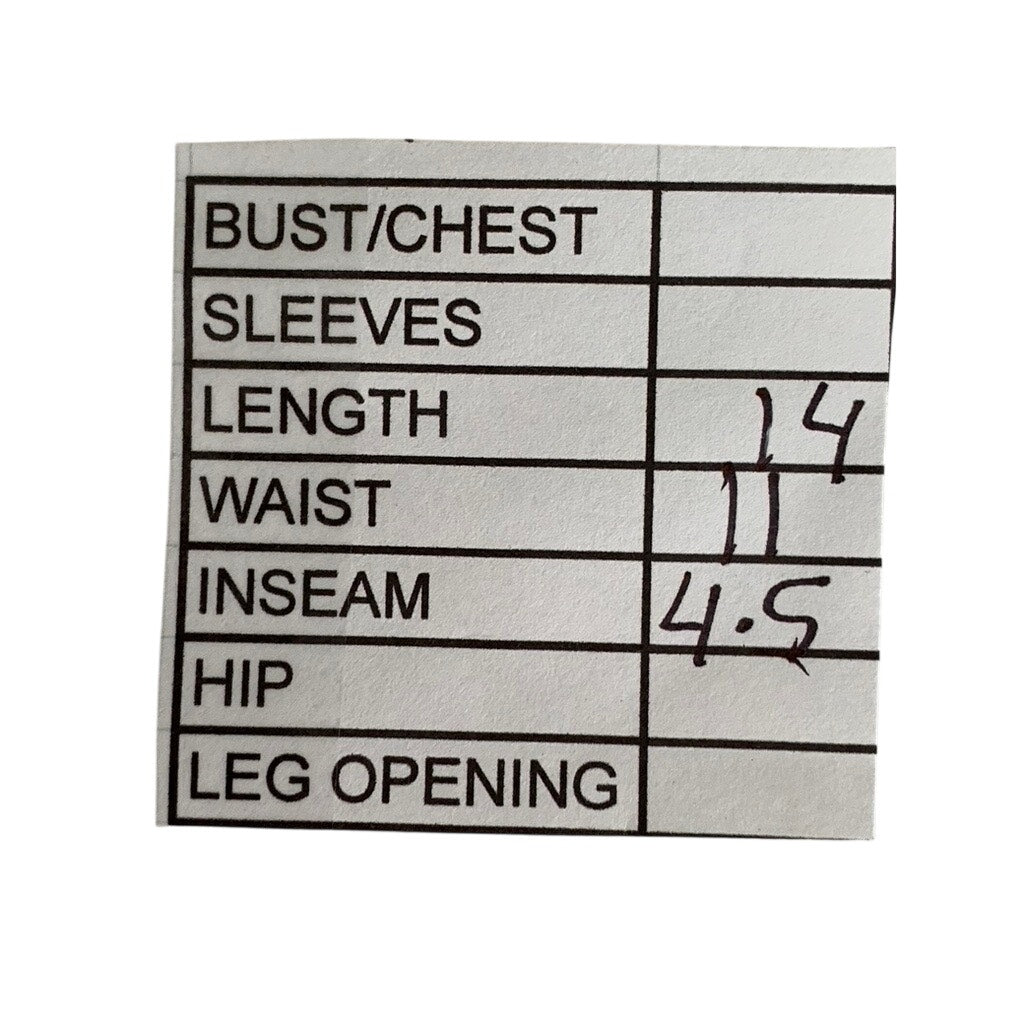 BUST/CHEST
SLEEVES
LENGTH 14
WAIST 11
INSEAM 4.5
HIP
LEG OPENING